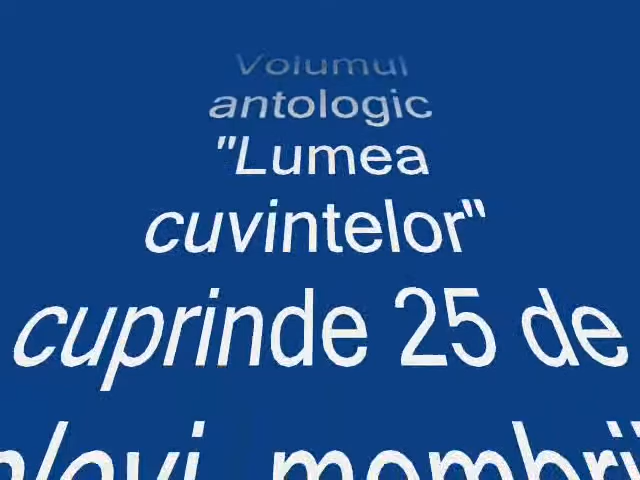 Volumul
antologic
"Lumea
cuvintelor"
cuprinde 25 de